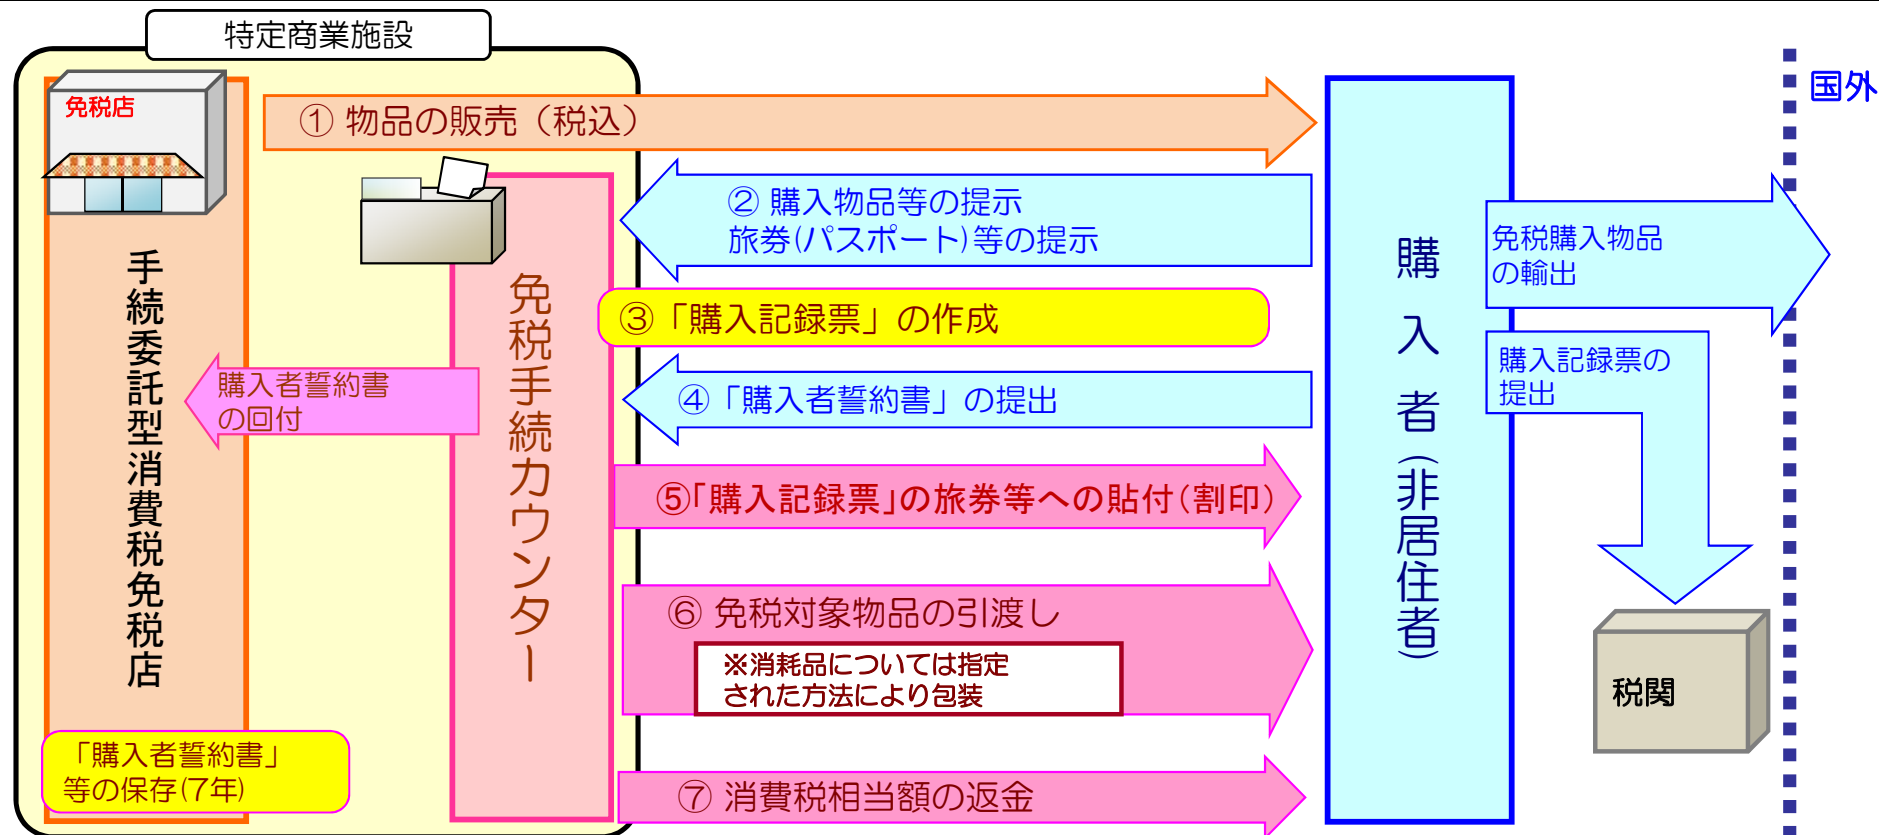 特定商業施設
国外
免税店
① 物品の販売（税込）
② 購入物品等の提示
旅券(パスポート)等の提示
免税購入物品
の輸出
手続委託型消費税免税店
免税手続カウンター
購入者(非居住者)
③「購入記録票」の作成
購入記録票の
提出
購入者誓約書
の回付
④「購入者誓約書」の提出
⑤「購入記録票」の旅券等への貼付(割印)
⑥ 免税対象物品の引渡し
※消耗品については指定
された方法により包装
税関
「購入者誓約書」
等の保存(7年)
⑦ 消費税相当額の返金